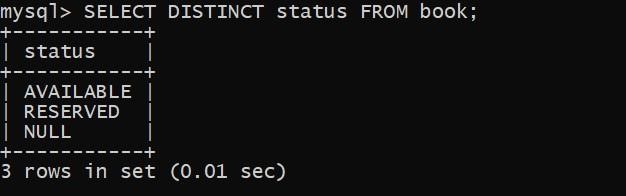 mysql> SELECT DISTINCT status FROM book;
+-----------+
| status    |
+-----------+
| AVAILABLE |
| RESERVED  |
| NULL      |
+-----------+
3 rows in set (0.01 sec)